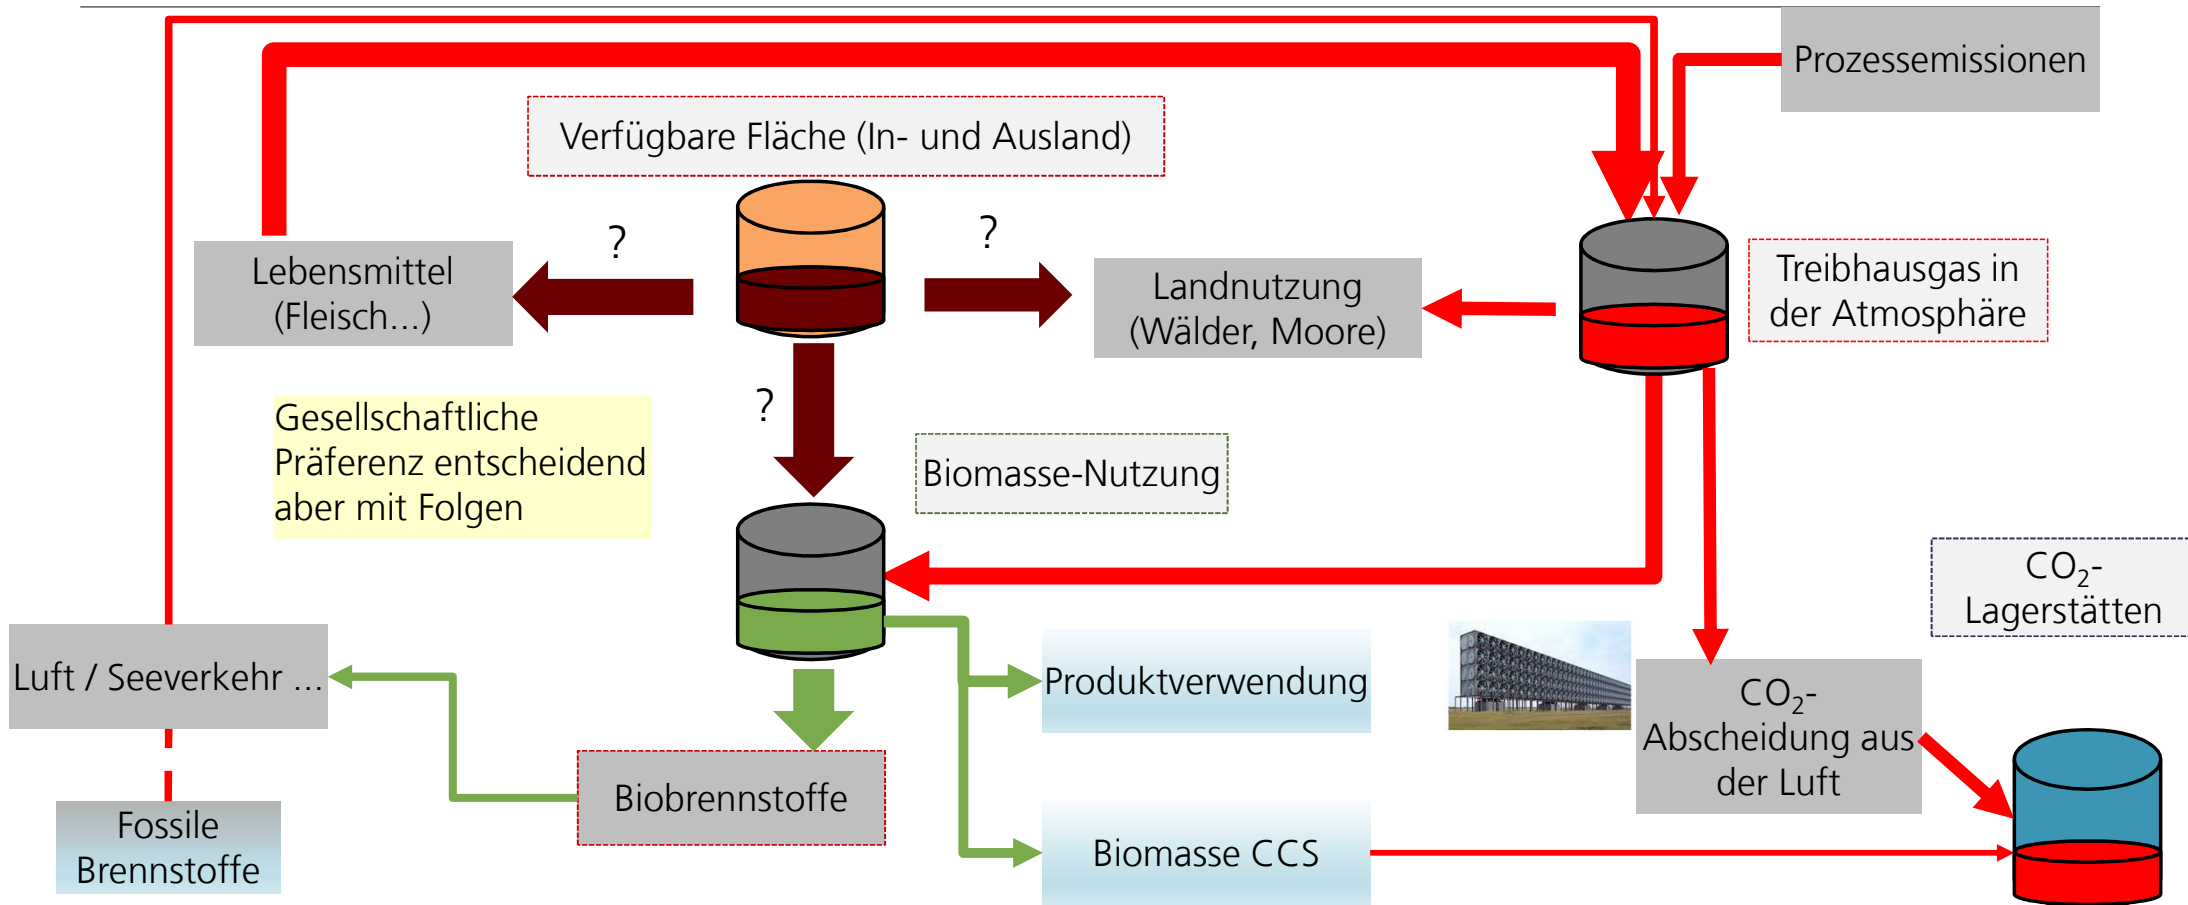 Prozessemissionen
Verfügbare Fläche (In- und Ausland)
?
?
Lebensmittel
(Fleisch...)
Landnutzung
(Wälder, Moore)
Treibhausgas in
der Atmosphäre
?
Gesellschaftliche
Präferenz entscheidend
aber mit Folgen
Biomasse-Nutzung
CO₂-
Lagerstätten
Luft / Seeverkehr ...
Produktverwendung
CO₂-
Abscheidung aus
der Luft
Biobrennstoffe
Fossile
Brennstoffe
Biomasse CCS